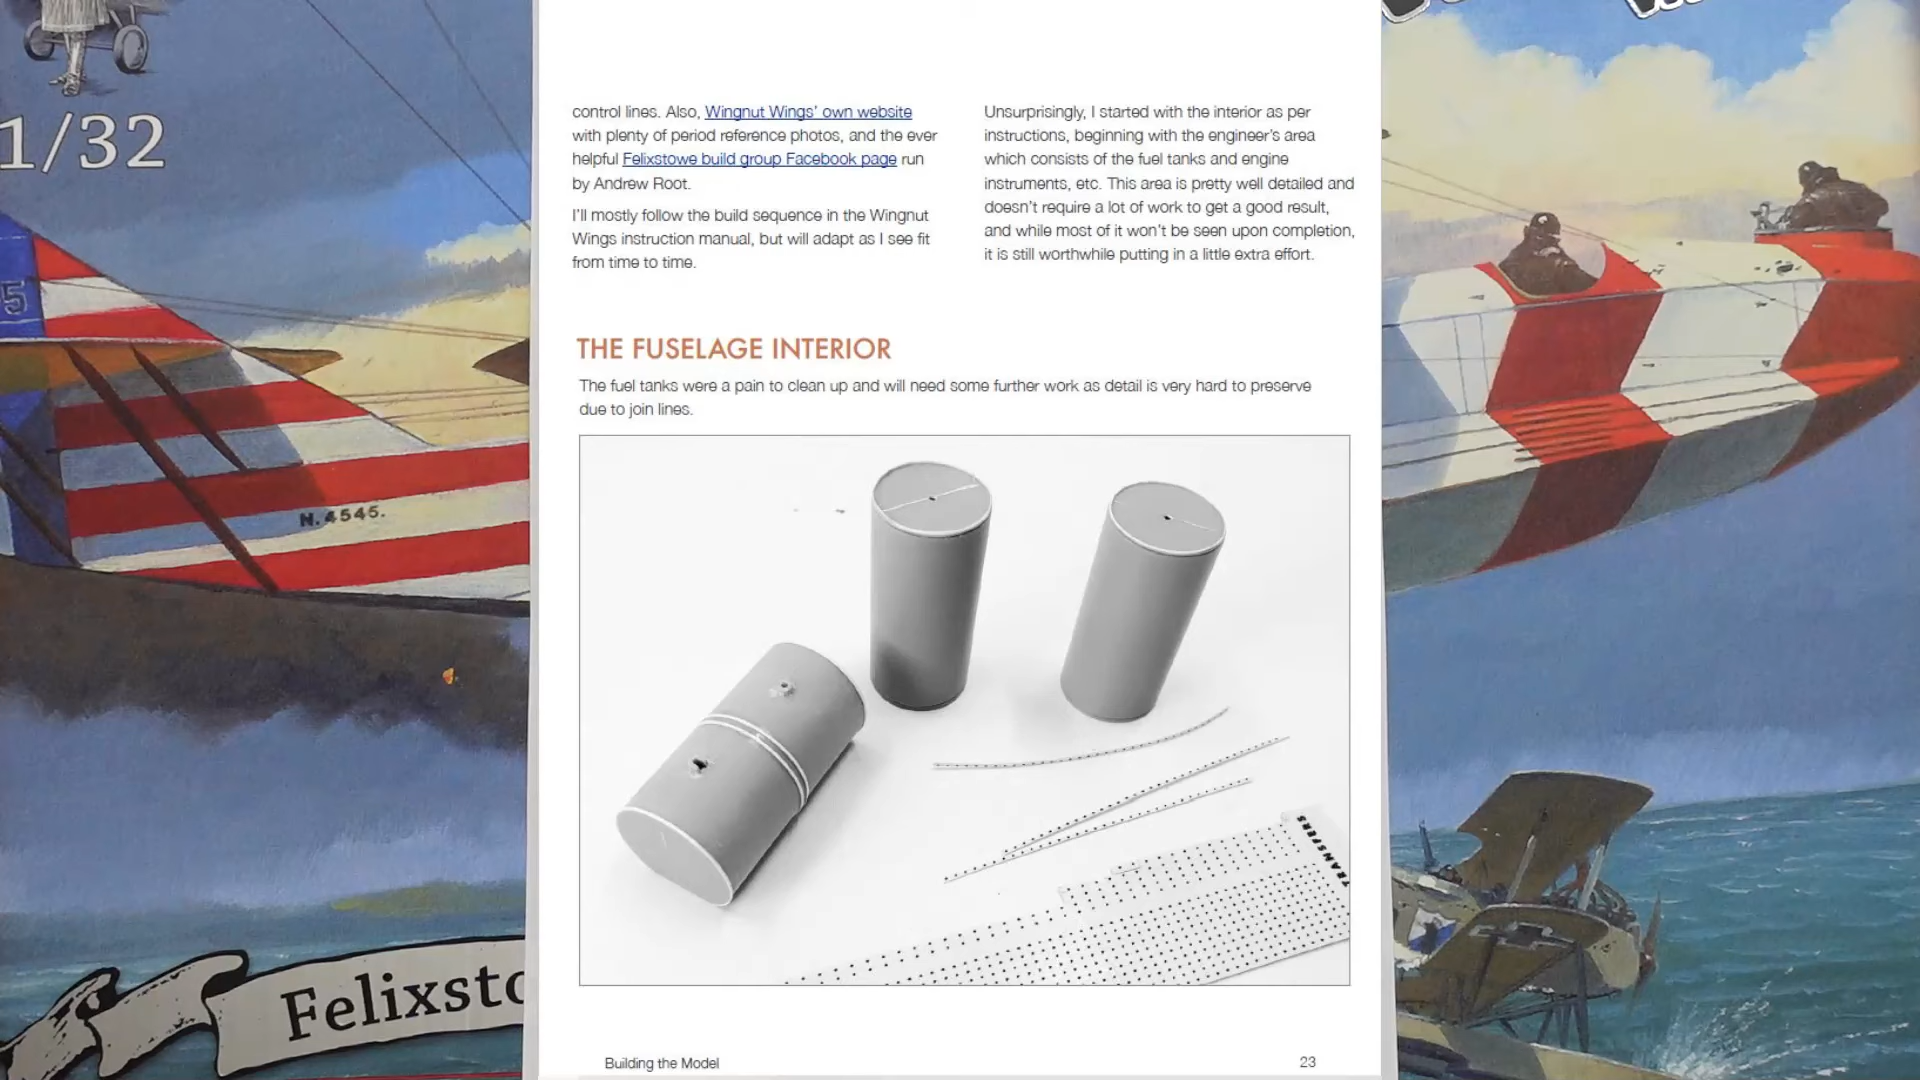 1/32
5
N.4545.
Felixsto
control lines. Also, Wingnut Wings’ own website
with plenty of period reference photos, and the ever
helpful Felixstowe build group Facebook page run
by Andrew Root.
I’ll mostly follow the build sequence in the Wingnut
Wings instruction manual, but will adapt as I see fit
from time to time.
Unsurprisingly, I started with the interior as per
instructions, beginning with the engineer’s area
which consists of the fuel tanks and engine
instruments, etc. This area is pretty well detailed and
doesn’t require a lot of work to get a good result,
and while most of it won’t be seen upon completion,
it is still worthwhile putting in a little extra effort.
THE FUSELAGE INTERIOR
The fuel tanks were a pain to clean up and will need some further work as detail is very hard to preserve
due to join lines.
Building the Model
23